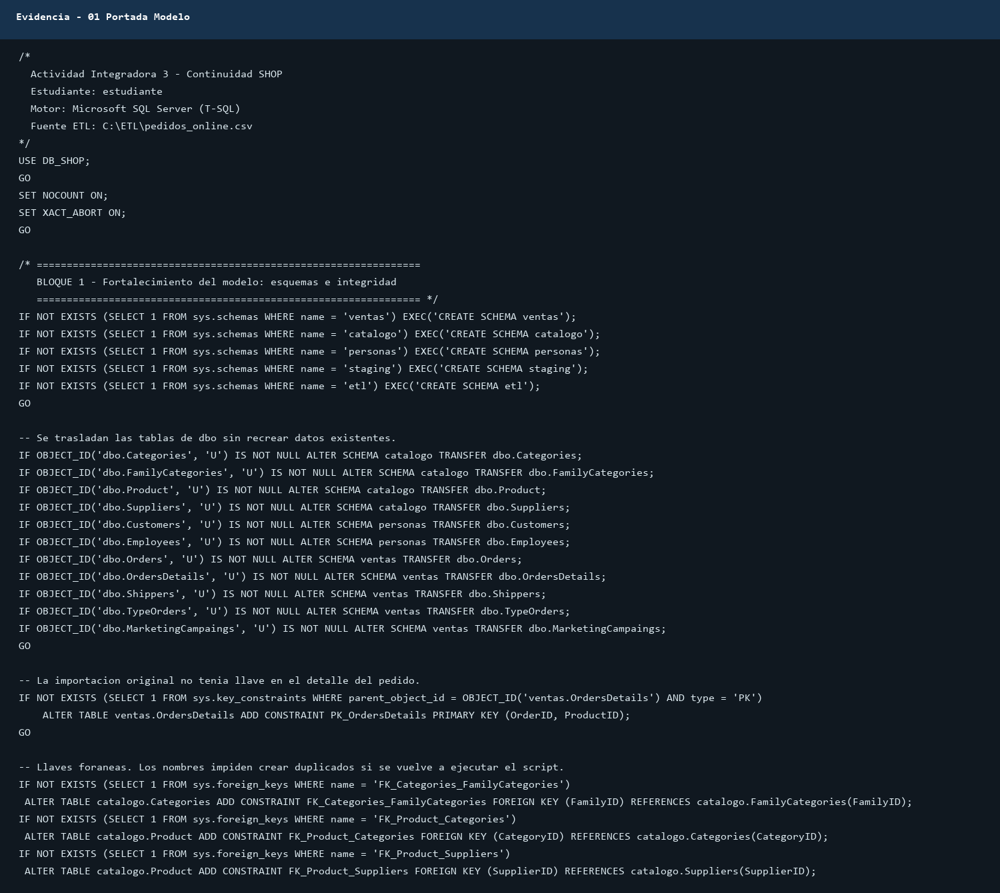 Evidencia - 01 Portada Modelo
/*
  Actividad Integradora 3 - Continuidad SHOP
  Estudiante: estudiante
  Motor: Microsoft SQL Server (T-SQL)
  Fuente ETL: C:\ETL\pedidos_online.csv
*/
USE DB_SHOP;
GO
SET NOCOUNT ON;
SET XACT_ABORT ON;
GO

/* ================================================================
   BLOQUE 1 - Fortalecimiento del modelo: esquemas e integridad
   ================================================================ */
IF NOT EXISTS (SELECT 1 FROM sys.schemas WHERE name = 'ventas') EXEC('CREATE SCHEMA ventas');
IF NOT EXISTS (SELECT 1 FROM sys.schemas WHERE name = 'catalogo') EXEC('CREATE SCHEMA catalogo');
IF NOT EXISTS (SELECT 1 FROM sys.schemas WHERE name = 'personas') EXEC('CREATE SCHEMA personas');
IF NOT EXISTS (SELECT 1 FROM sys.schemas WHERE name = 'staging') EXEC('CREATE SCHEMA staging');
IF NOT EXISTS (SELECT 1 FROM sys.schemas WHERE name = 'etl') EXEC('CREATE SCHEMA etl');
GO

-- Se trasladan las tablas de dbo sin recrear datos existentes.
IF OBJECT_ID('dbo.Categories', 'U') IS NOT NULL ALTER SCHEMA catalogo TRANSFER dbo.Categories;
IF OBJECT_ID('dbo.FamilyCategories', 'U') IS NOT NULL ALTER SCHEMA catalogo TRANSFER dbo.FamilyCategories;
IF OBJECT_ID('dbo.Product', 'U') IS NOT NULL ALTER SCHEMA catalogo TRANSFER dbo.Product;
IF OBJECT_ID('dbo.Suppliers', 'U') IS NOT NULL ALTER SCHEMA catalogo TRANSFER dbo.Suppliers;
IF OBJECT_ID('dbo.Customers', 'U') IS NOT NULL ALTER SCHEMA personas TRANSFER dbo.Customers;
IF OBJECT_ID('dbo.Employees', 'U') IS NOT NULL ALTER SCHEMA personas TRANSFER dbo.Employees;
IF OBJECT_ID('dbo.Orders', 'U') IS NOT NULL ALTER SCHEMA ventas TRANSFER dbo.Orders;
IF OBJECT_ID('dbo.OrdersDetails', 'U') IS NOT NULL ALTER SCHEMA ventas TRANSFER dbo.OrdersDetails;
IF OBJECT_ID('dbo.Shippers', 'U') IS NOT NULL ALTER SCHEMA ventas TRANSFER dbo.Shippers;
IF OBJECT_ID('dbo.TypeOrders', 'U') IS NOT NULL ALTER SCHEMA ventas TRANSFER dbo.TypeOrders;
IF OBJECT_ID('dbo.MarketingCampaings', 'U') IS NOT NULL ALTER SCHEMA ventas TRANSFER dbo.MarketingCampaings;
GO

-- La importacion original no tenia llave en el detalle del pedido.
IF NOT EXISTS (SELECT 1 FROM sys.key_constraints WHERE parent_object_id = OBJECT_ID('ventas.OrdersDetails') AND type = 'PK')
    ALTER TABLE ventas.OrdersDetails ADD CONSTRAINT PK_OrdersDetails PRIMARY KEY (OrderID, ProductID);
GO

-- Llaves foraneas. Los nombres impiden crear duplicados si se vuelve a ejecutar el script.
IF NOT EXISTS (SELECT 1 FROM sys.foreign_keys WHERE name = 'FK_Categories_FamilyCategories')
 ALTER TABLE catalogo.Categories ADD CONSTRAINT FK_Categories_FamilyCategories FOREIGN KEY (FamilyID) REFERENCES catalogo.FamilyCategories(FamilyID);
IF NOT EXISTS (SELECT 1 FROM sys.foreign_keys WHERE name = 'FK_Product_Categories')
 ALTER TABLE catalogo.Product ADD CONSTRAINT FK_Product_Categories FOREIGN KEY (CategoryID) REFERENCES catalogo.Categories(CategoryID);
IF NOT EXISTS (SELECT 1 FROM sys.foreign_keys WHERE name = 'FK_Product_Suppliers')
 ALTER TABLE catalogo.Product ADD CONSTRAINT FK_Product_Suppliers FOREIGN KEY (SupplierID) REFERENCES catalogo.Suppliers(SupplierID);